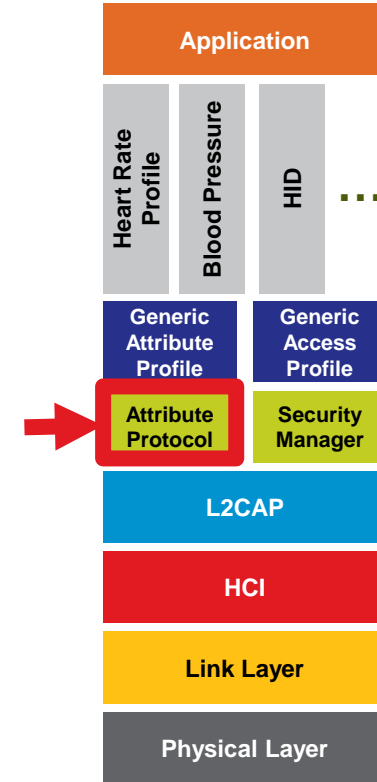 Application
Heart Rate
Profile
Blood Pressure
HID
...
Generic
Attribute
Profile
Generic
Access
Profile
Attribute
Protocol
Security
Manager
L2CAP
HCI
Link Layer
Physical Layer